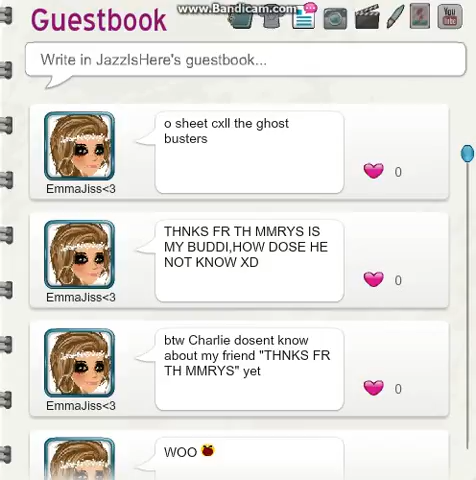 www.Bandicam.com
Guestbook
You
Tube
Write in JazzIsHere's guestbook...
o sheet cxll the ghost
busters
0
EmmaJiss<3
THNKS FR TH MMRYS IS
MY BUDDI,HOW DOSE HE
NOT KNOW XD
0
EmmaJiss<3
btw Charlie dosent know
about my friend "THNKS FR
TH MMRYS" yet
0
EmmaJiss<3
WOO